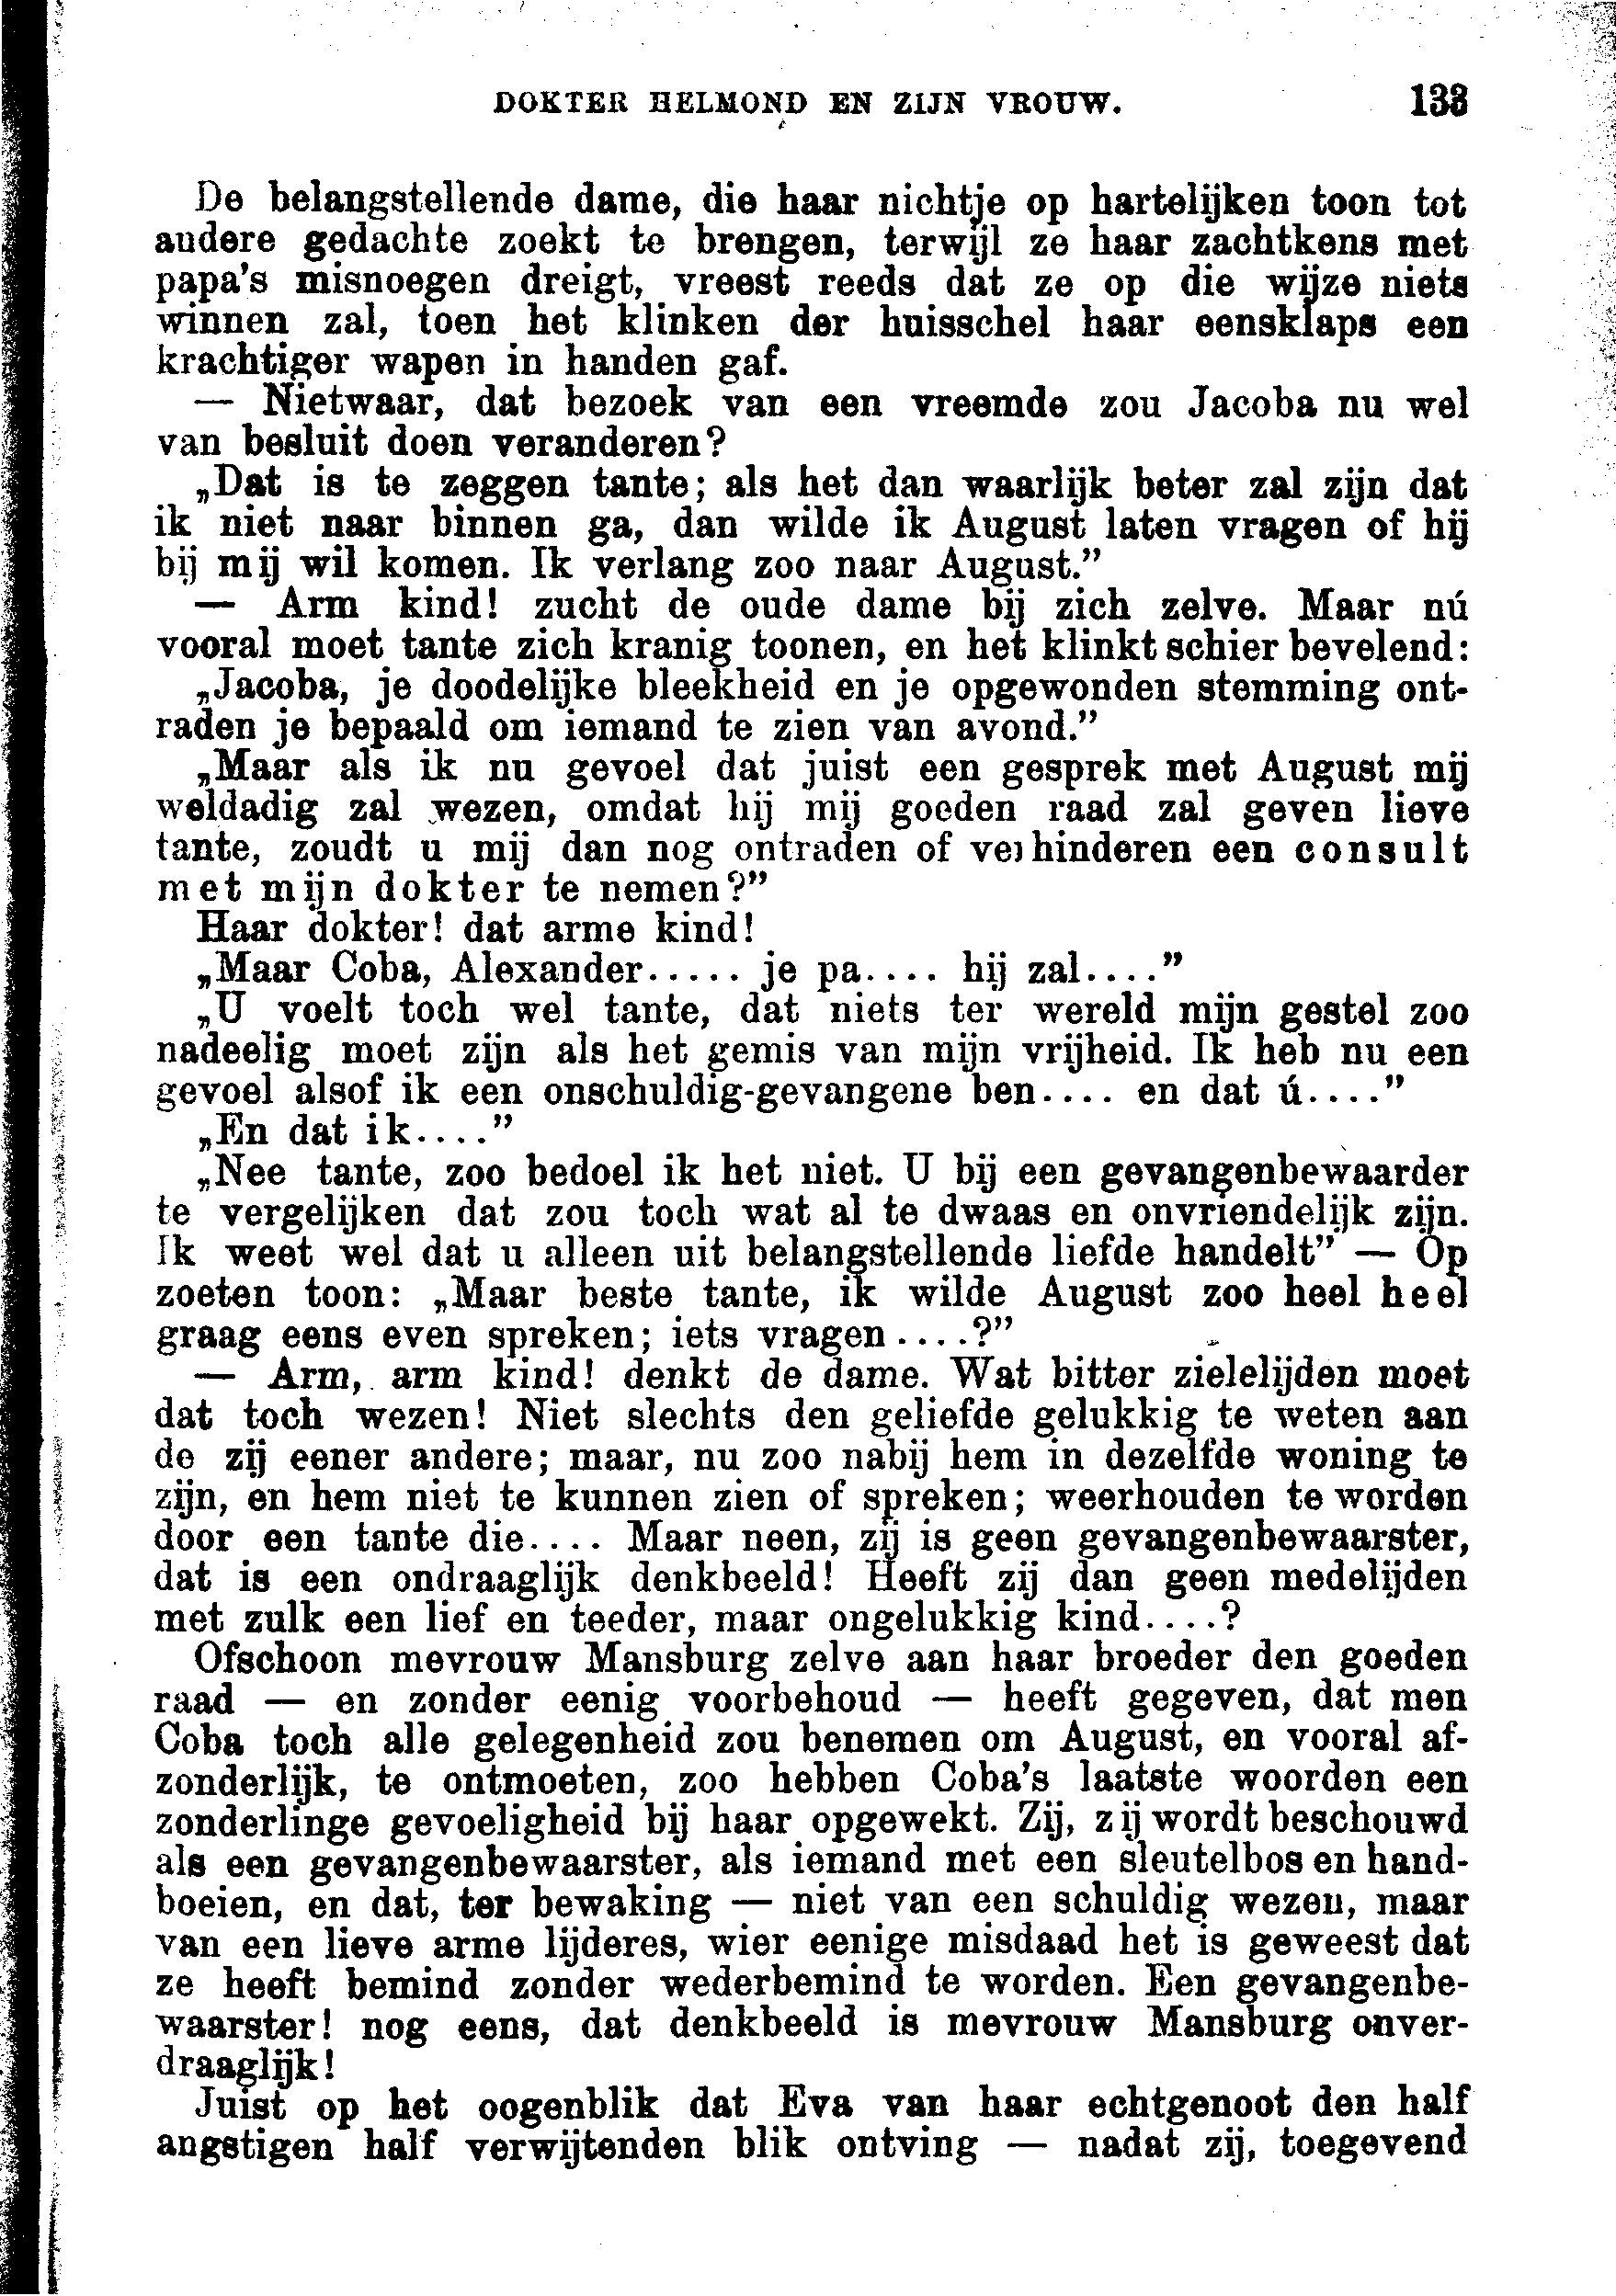 DOKTER HELMOND EN ZIJN VROUW. 133
De belangstellende dame, die haar nichtje op hartelijken toon tot
andere gedachte zoekt te brengen, terwijl ze haar zachtkens met
papa's misnoegen dreigt, vreest reeds dat ze op die wijze niets
winnen zal, toen het klinken der huisschel haar eensklaps een
krachtiger wapen in handen gaf.
— Nietwaar, dat bezoek van een vreemde zou Jacoba nu wel
van besluit doen veranderen?
„Dat is te zeggen tante; als het dan waarlijk beter zal zijn dat
ik niet naar binnen ga, dan wilde ik August laten vragen of hij
bij mij wil komen. Ik verlang zoo naar August.”
— Arm kind! zucht de oude dame bij zich zelve. Maar nú
vooral moet tante zich kranig toonen, en het klinkt schier bevelend:
„Jacoba, je doodelijke bleekheid en je opgewonden stemming ont-
raden je bepaald om iemand te zien van avond.”
„Maar als ik nu gevoel dat juist een gesprek met August mij
weldadig zal wezen, omdat hij mij goeden raad zal geven lieve
tante, zoudt u mij dan nog ontraden of verhinderen een consult
met mijn dokter te nemen?”
Haar dokter! dat arme kind!
„Maar Coba, Alexander..... je pa.... hij zal....”
„U voelt toch wel tante, dat niets ter wereld mijn gestel zoo
nadeelig moet zijn als het gemis van mijn vrijheid. Ik heb nu een
gevoel alsof ik een onschuldig-gevangene ben.... en dat ú....”
„En dat ik....”
„Nee tante, zoo bedoel ik het niet. U bij een gevangenbewaarder
te vergelijken dat zou toch wat al te dwaas en onvriendelijk zijn.
Ik weet wel dat u alleen uit belangstellende liefde handelt” — Op
zoeten toon: „Maar beste tante, ik wilde August zoo heel heel
graag eens even spreken; iets vragen....?”
— Arm, arm kind! denkt de dame. Wat bitter zielelijden moet
dat toch wezen! Niet slechts den geliefde gelukkig te weten aan
de zij eener andere; maar, nu zoo nabij hem in dezelfde woning te
zijn, en hem niet te kunnen zien of spreken; weerhouden te worden
door een tante die.... Maar neen, zij is geen gevangenbewaarster,
dat is een ondraaglijk denkbeeld! Heeft zij dan geen medelijden
met zulk een lief en teeder, maar ongelukkig kind....?
Ofschoon mevrouw Mansburg zelve aan haar broeder den goeden
raad — en zonder eenig voorbehoud — heeft gegeven, dat men
Coba toch alle gelegenheid zou benemen om August, en vooral af-
zonderlijk, te ontmoeten, zoo hebben Coba's laatste woorden een
zonderlinge gevoeligheid bij haar opgewekt. Zij, zij wordt beschouwd
als een gevangenbewaarster, als iemand met een sleutelbos en hand-
boeien, en dat, ter bewaking — niet van een schuldig wezen, maar
van een lieve arme lijderes, wier eenige misdaad het is geweest dat
ze heeft bemind zonder wederbemind te worden. Een gevangenbe-
waarster! nog eens, dat denkbeeld is mevrouw Mansburg onver-
draaglijk!
Juist op het oogenblik dat Eva van haar echtgenoot den half
angstigen half verwijtenden blik ontving — nadat zij, toegevend